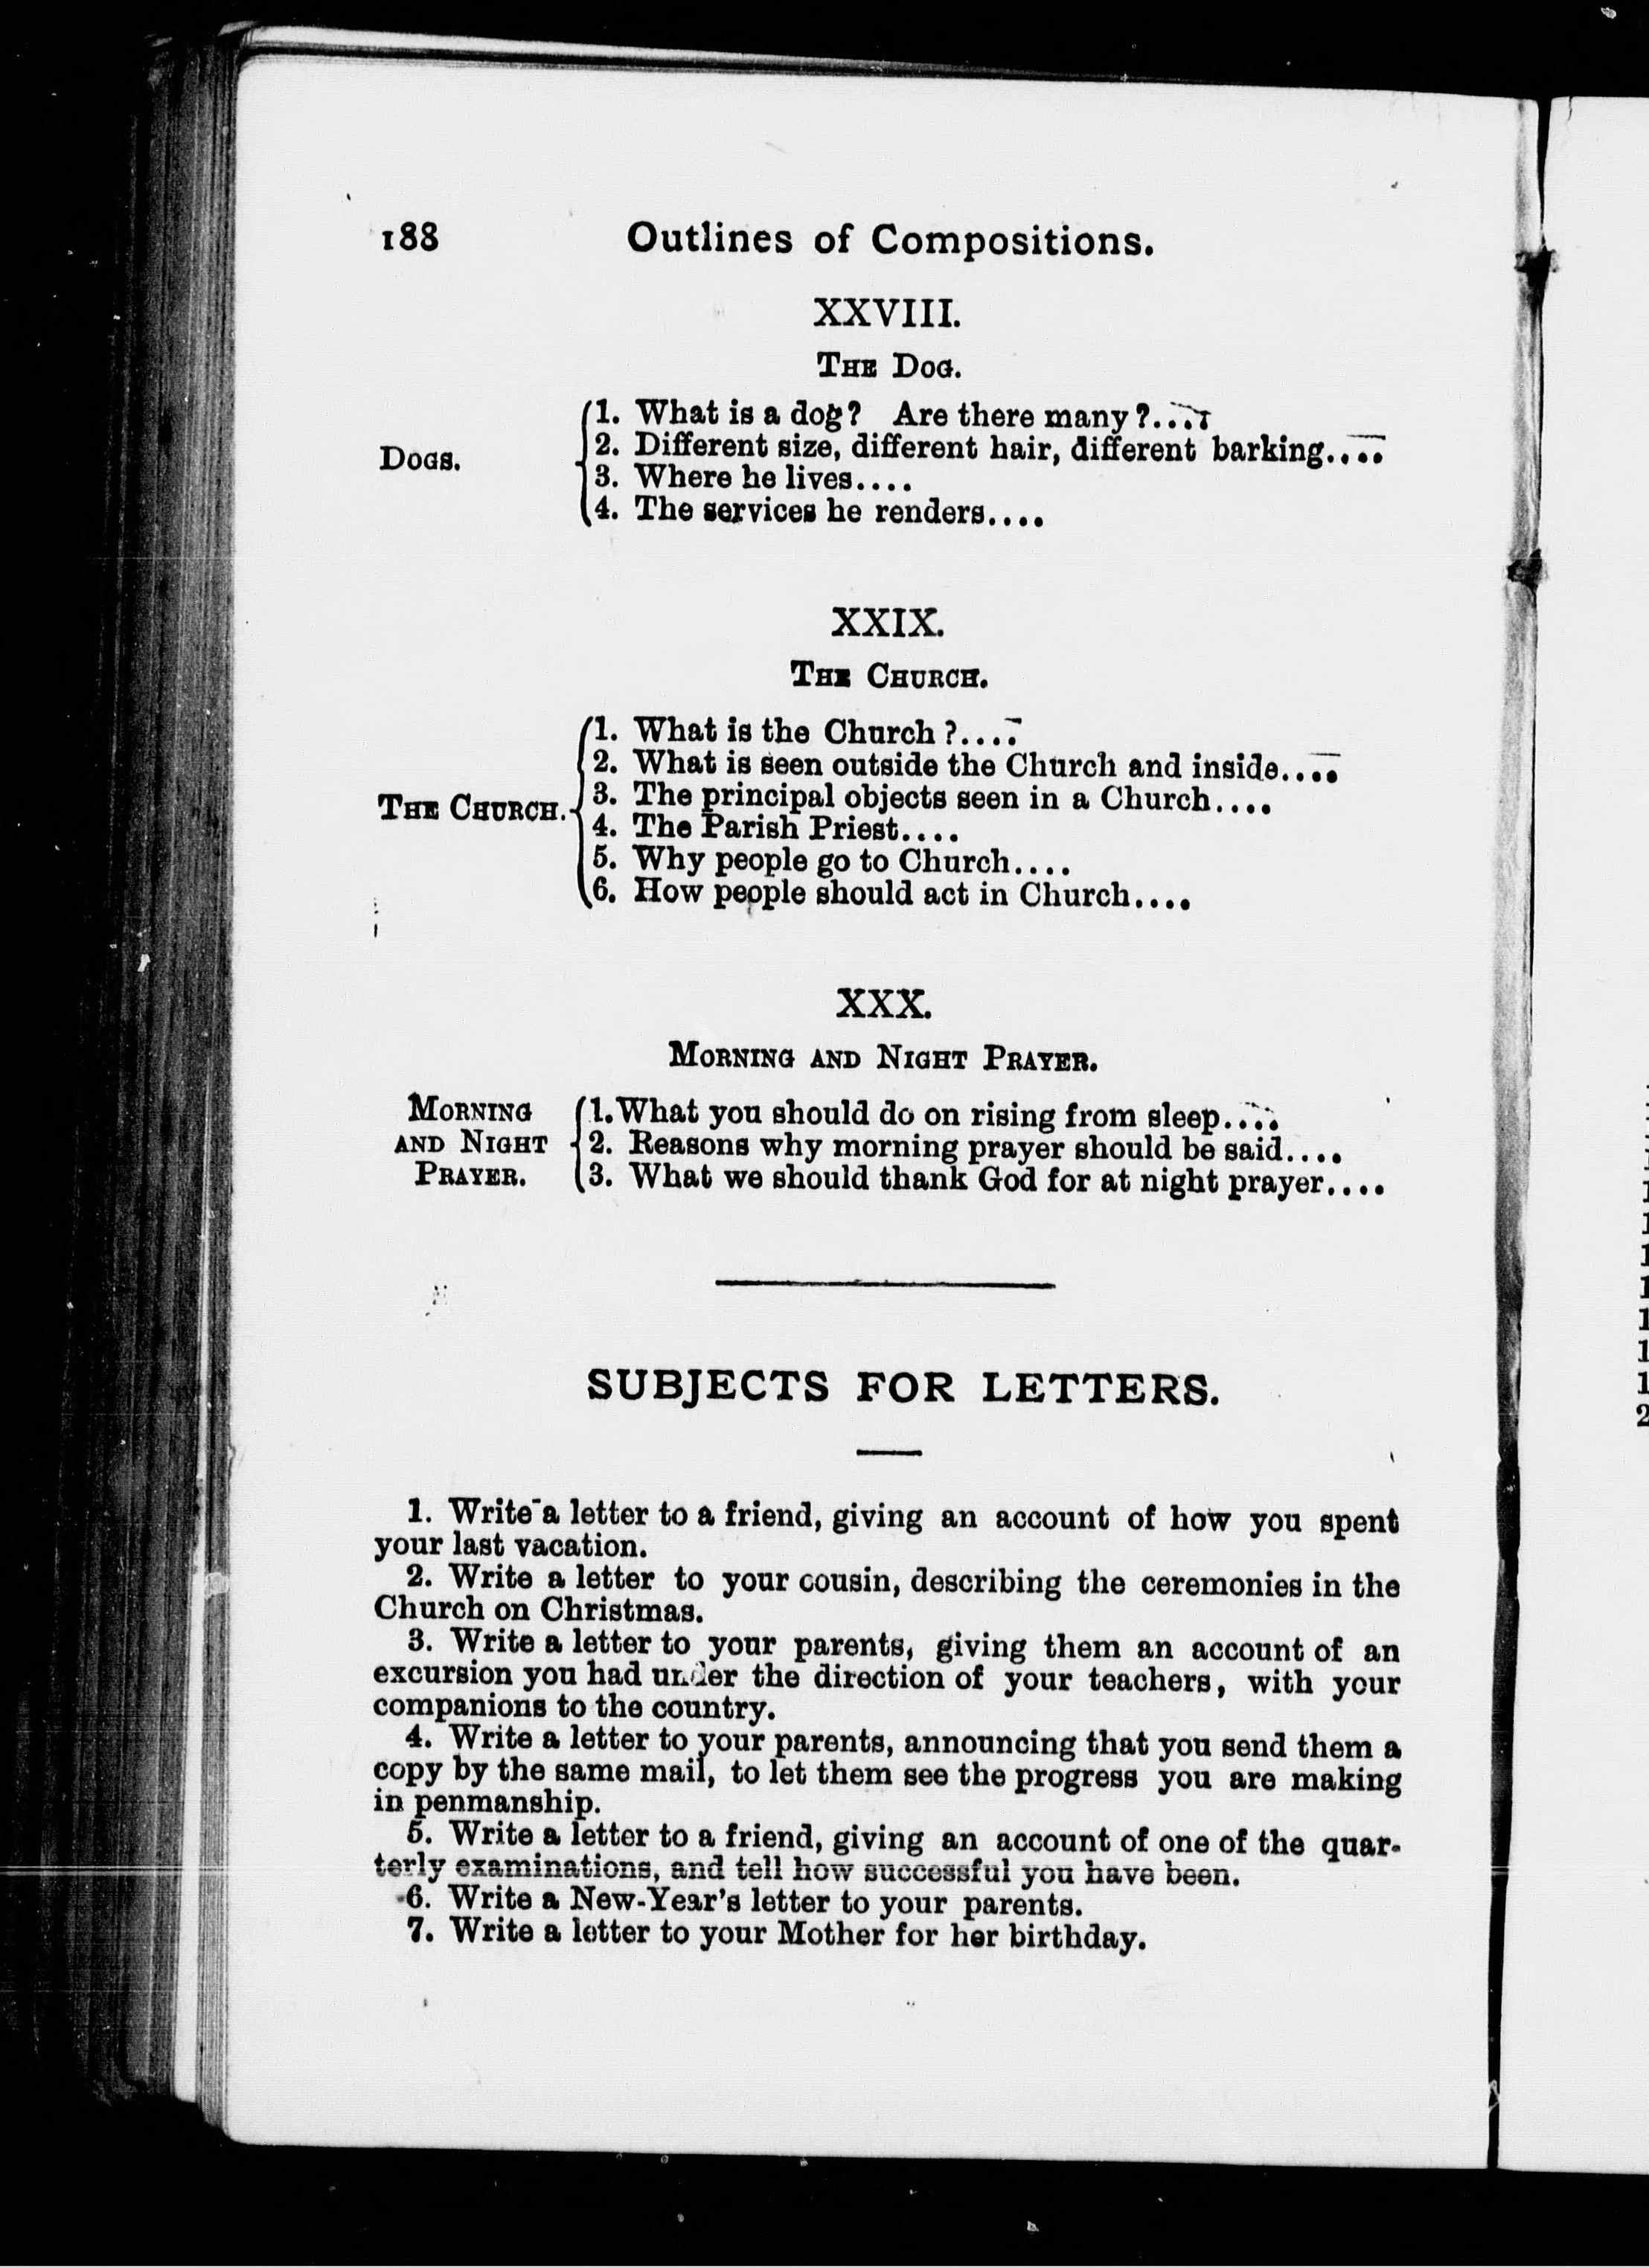 188 Outlines of Compositions.
XXVIII.
THE DOG.
1. What is a dog? Are there many?....
DOGS. 2. Different size, different hair, different barking....
3. Where he lives....
4. The services he renders....
XXIX.
THE CHURCH.
1. What is the Church?....
2. What is seen outside the Church and inside....
THE CHURCH. 3. The principal objects seen in a Church....
4. The Parish Priest....
5. Why people go to Church....
6. How people should act in Church....
XXX.
MORNING AND NIGHT PRAYER.
MORNING 1. What you should do on rising from sleep....
AND NIGHT 2. Reasons why morning prayer should be said....
PRAYER. 3. What we should thank God for at night prayer....
SUBJECTS FOR LETTERS.
1. Write a letter to a friend, giving an account of how you spent
your last vacation.
2. Write a letter to your cousin, describing the ceremonies in the
Church on Christmas.
3. Write a letter to your parents, giving them an account of an
excursion you had under the direction of your teachers, with your
companions to the country.
4. Write a letter to your parents, announcing that you send them a
copy by the same mail, to let them see the progress you are making
in penmanship.
5. Write a letter to a friend, giving an account of one of the quar-
terly examinations, and tell how successful you have been.
6. Write a New-Year's letter to your parents.
7. Write a letter to your Mother for her birthday.